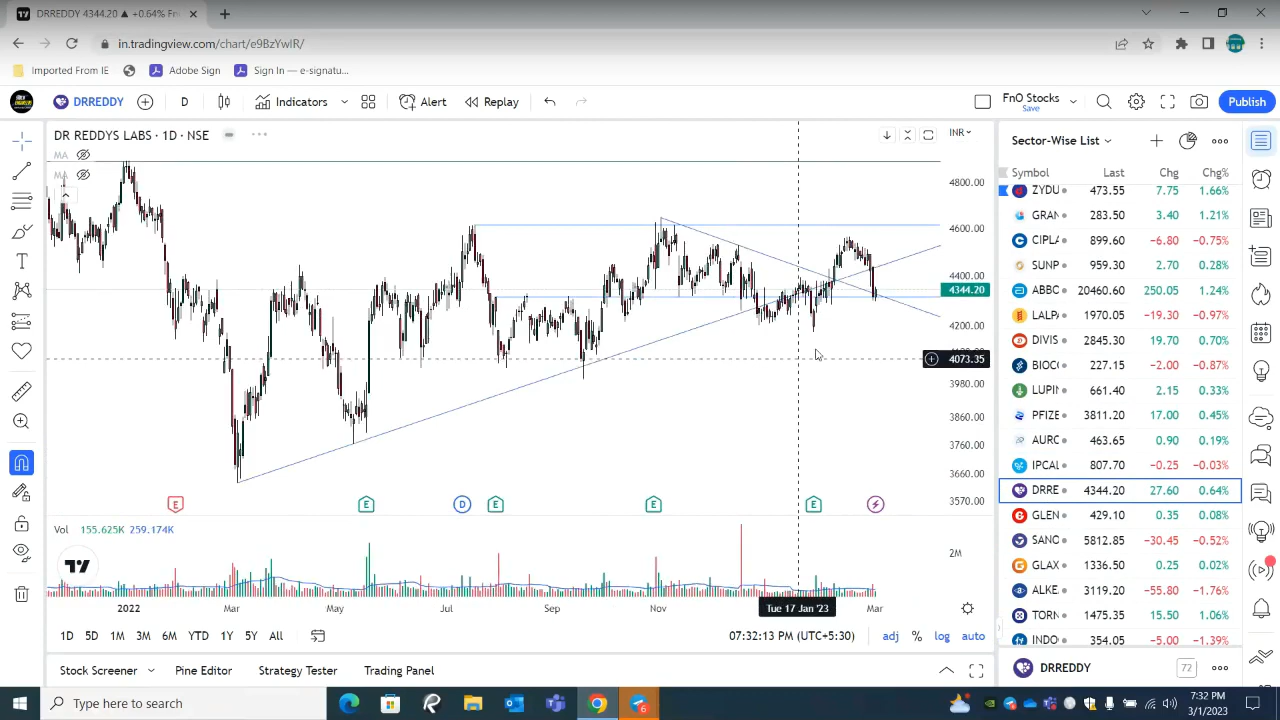 DRREDDY 4344.20 ▲ +0.64% Fn
in.tradingview.com/chart/e9BzYwIR/
Imported From IE
Adobe Sign
Sign In — e-signatu...
DRREDDY
D
Indicators
Alert
Replay
FnO Stocks
Save
Publish
DR REDDYS LABS · 1D · NSE
INR
MA
MA
4800.00
4600.00
4400.00
4344.20
4200.00
4073.35
3980.00
3860.00
3760.00
3660.00
3570.00
E
E
D
E
E
E
Vol 155.625K 259.174K
2M
2022
Mar
May
Jul
Sep
Nov
Tue 17 Jan '23
Mar
1D 5D 1M 3M 6M YTD 1Y 5Y All
07:32:13 PM (UTC+5:30)
adj % log auto
Stock Screener
Pine Editor
Strategy Tester
Trading Panel
Sector-Wise List
Symbol Last Chg Chg%
ZYDU 473.55 7.75 1.66%
GRAN 283.50 3.40 1.21%
CIPLA 899.60 −6.80 −0.75%
SUNP 959.30 2.70 0.28%
ABBC 20460.60 250.05 1.24%
LALPA 1970.05 −19.30 −0.97%
DIVIS 2845.30 19.70 0.70%
BIOC 227.15 −2.00 −0.87%
LUPIN 661.40 2.15 0.33%
PFIZE 3811.20 17.00 0.45%
AURO 463.65 0.90 0.19%
IPCAL 807.70 −0.25 −0.03%
DRRE 4344.20 27.60 0.64%
GLEN 429.10 0.35 0.08%
SANO 5812.85 −30.45 −0.52%
GLAX 1336.50 0.25 0.02%
ALKE 3119.20 −55.80 −1.76%
TORN 1475.35 15.50 1.06%
INDO 354.05 −5.00 −1.39%
DRREDDY
72
Type here to search
6
7:32 PM
3/1/2023